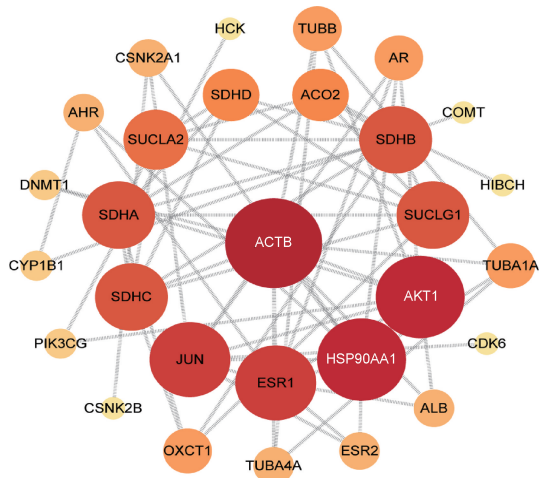 HCK
TUBB
CSNK2A1
AR
SDHD
ACO2
AHR
COMT
SUCLA2
SDHB
DNMT1
HIBCH
SDHA
SUCLG1
ACTB
CYP1B1
TUBA1A
SDHC
AKT1
PIK3CG
CDK6
JUN
HSP90AA1
ESR1
CSNK2B
ALB
OXCT1
ESR2
TUBA4A